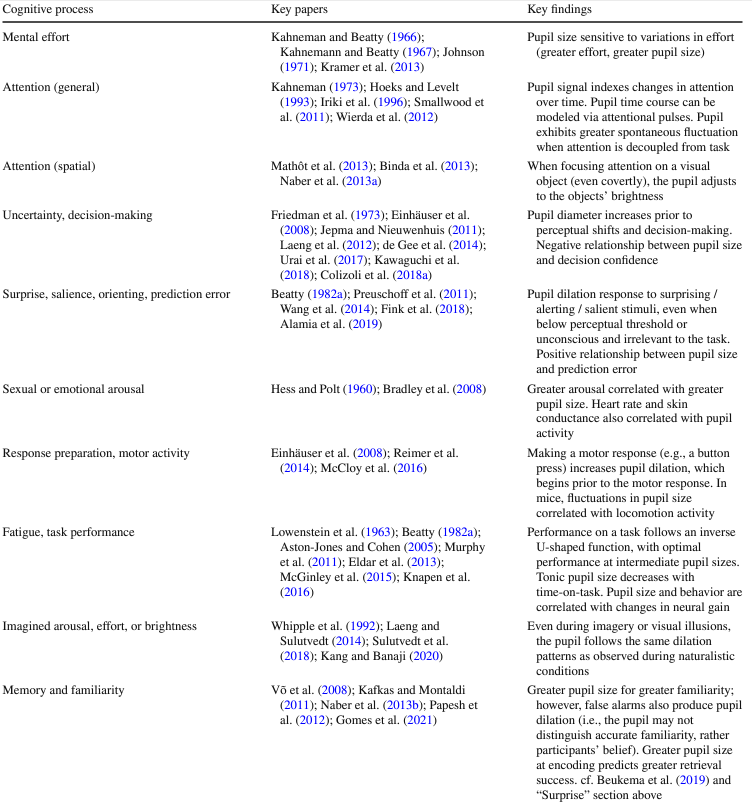 Cognitive process Key papers Key findings
Mental effort Kahneman and Beatty (1966); Pupil size sensitive to variations in effort
Kahnemann and Beatty (1967); Johnson (greater effort, greater pupil size)
(1971); Kramer et al. (2013)
Attention (general) Kahneman (1973); Hoeks and Levelt Pupil signal indexes changes in attention
(1993); Iriki et al. (1996); Smallwood et over time. Pupil time course can be
al. (2011); Wierda et al. (2012) modeled via attentional pulses. Pupil
exhibits greater spontaneous fluctuation
when attention is decoupled from task
Attention (spatial) Mathôt et al. (2013); Binda et al. (2013); When focusing attention on a visual
Naber et al. (2013a) object (even covertly), the pupil adjusts
to the objects' brightness
Uncertainty, decision-making Friedman et al. (1973); Einhäuser et al. Pupil diameter increases prior to
(2008); Jepma and Nieuwenhuis (2011); perceptual shifts and decision-making.
Laeng et al. (2012); de Gee et al. (2014); Negative relationship between pupil size
Urai et al. (2017); Kawaguchi et al. and decision confidence
(2018); Colizoli et al. (2018a)
Surprise, salience, orienting, prediction error Beatty (1982a); Preuschoff et al. (2011); Pupil dilation response to surprising /
Wang et al. (2014); Fink et al. (2018); alerting / salient stimuli, even when
Alamia et al. (2019) below perceptual threshold or
unconscious and irrelevant to the task.
Positive relationship between pupil size
and prediction error
Sexual or emotional arousal Hess and Polt (1960); Bradley et al. (2008) Greater arousal correlated with greater
pupil size. Heart rate and skin
conductance also correlated with pupil
activity
Response preparation, motor activity Einhäuser et al. (2008); Reimer et al. Making a motor response (e.g., a button
(2014); McCloy et al. (2016) press) increases pupil dilation, which
begins prior to the motor response. In
mice, fluctuations in pupil size
correlated with locomotion activity
Fatigue, task performance Lowenstein et al. (1963); Beatty (1982a); Performance on a task follows an inverse
Aston-Jones and Cohen (2005); Murphy U-shaped function, with optimal
et al. (2011); Eldar et al. (2013); performance at intermediate pupil sizes.
McGinley et al. (2015); Knapen et al. Tonic pupil size decreases with
(2016) time-on-task. Pupil size and behavior are
correlated with changes in neural gain
Imagined arousal, effort, or brightness Whipple et al. (1992); Laeng and Even during imagery or visual illusions,
Sulutvedt (2014); Sulutvedt et al. the pupil follows the same dilation
(2018); Kang and Banaji (2020) patterns as observed during naturalistic
conditions
Memory and familiarity Võ et al. (2008); Kafkas and Montaldi Greater pupil size for greater familiarity;
(2011); Naber et al. (2013b); Papesh et however, false alarms also produce pupil
al. (2012); Gomes et al. (2021) dilation (i.e., the pupil may not
distinguish accurate familiarity, rather
participants' belief). Greater pupil size
at encoding predicts greater retrieval
success. cf. Beukema et al. (2019) and
"Surprise" section above